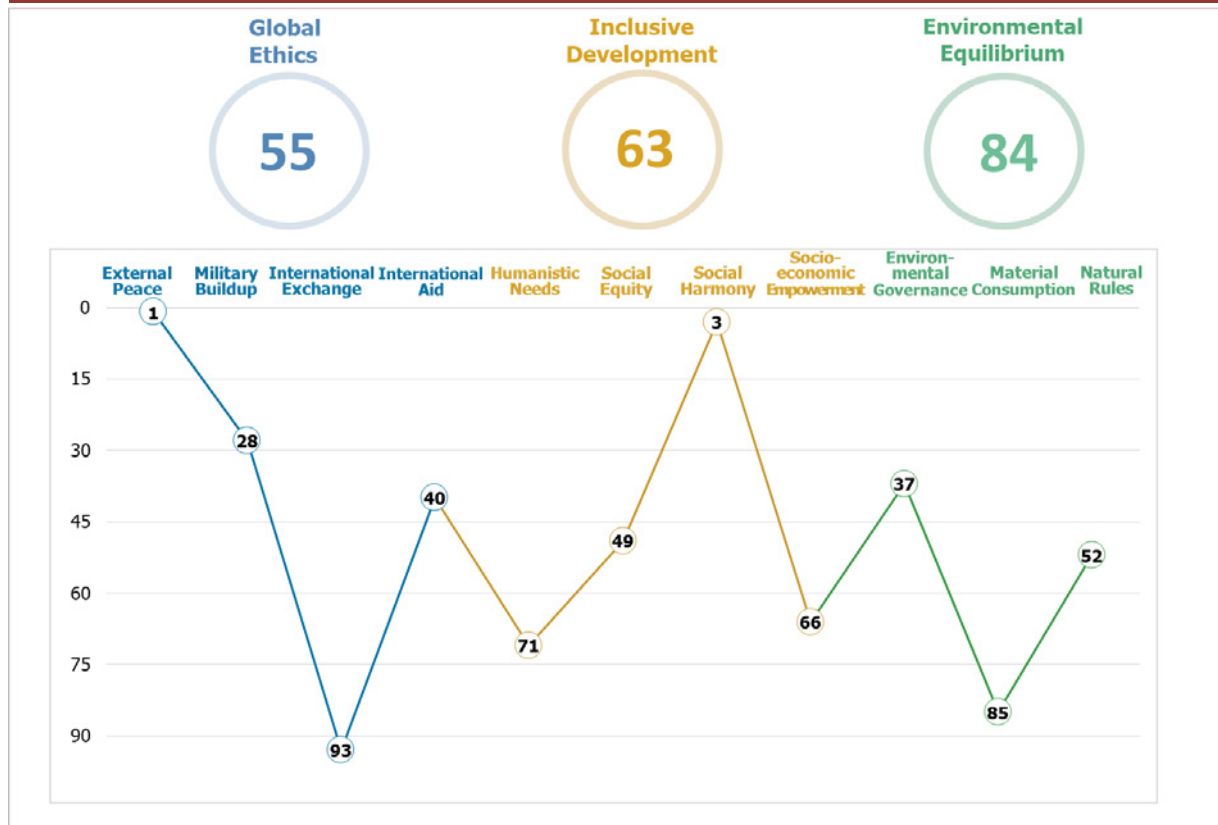 Global
Ethics
55
Inclusive
Development
63
Environmental
Equilibrium
84
External
Peace
Military
Buildup
International
Exchange
International
Aid
Humanistic
Needs
Social
Equity
Social
Harmony
Socio-
economic
Empowerment
Environ-
mental
Governance
Material
Consumption
Natural
Rules
0
15
30
45
60
75
90
1
28
93
40
71
49
3
66
37
85
52